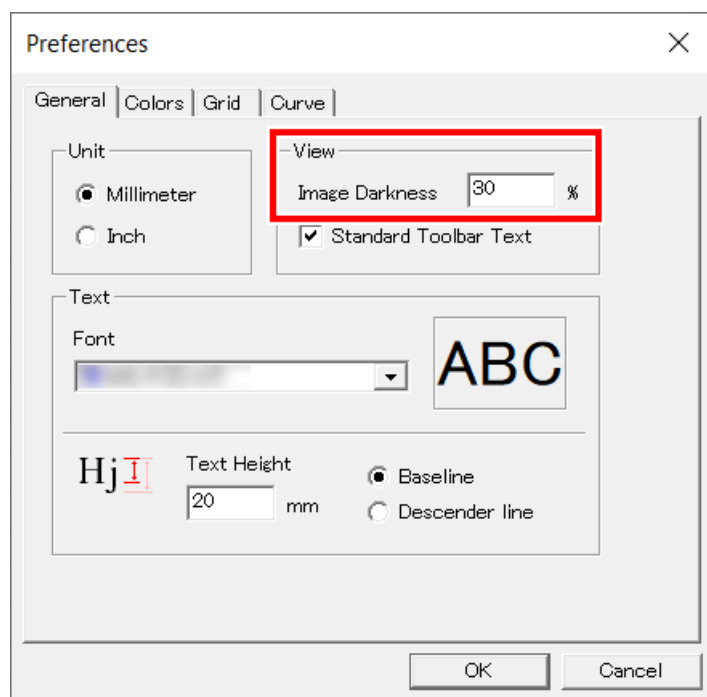 Preferences
General Colors Grid Curve
Unit
Millimeter
Inch
View
Image Darkness 30 %
Standard Toolbar Text
Text
Font
ABC
Hj
Text Height
20 mm
Baseline
Descender line
OK Cancel